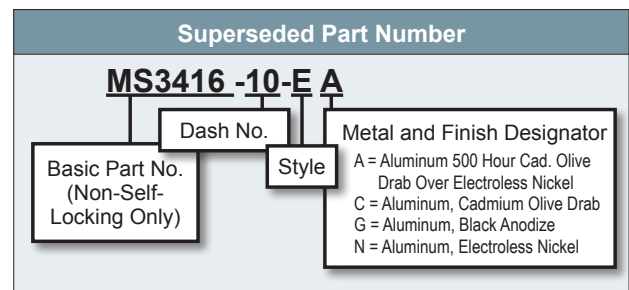 Superseded Part Number
MS3416 -10-E A
Basic Part No.
(Non-Self-
Locking Only)
Dash No.
Style
Metal and Finish Designator
A = Aluminum 500 Hour Cad. Olive
Drab Over Electroless Nickel
C = Aluminum, Cadmium Olive Drab
G = Aluminum, Black Anodize
N = Aluminum, Electroless Nickel